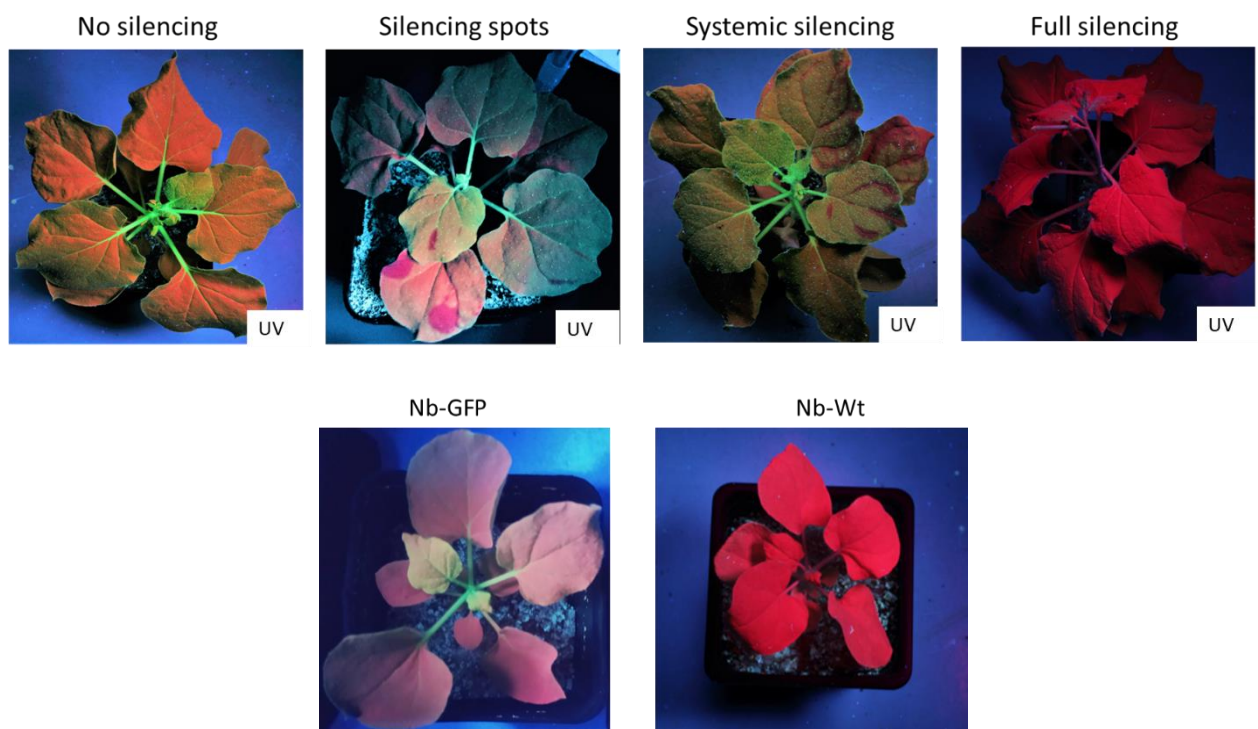 No silencing
Silencing spots
Systemic silencing
Full silencing
UV
UV
UV
UV
Nb-GFP
Nb-Wt